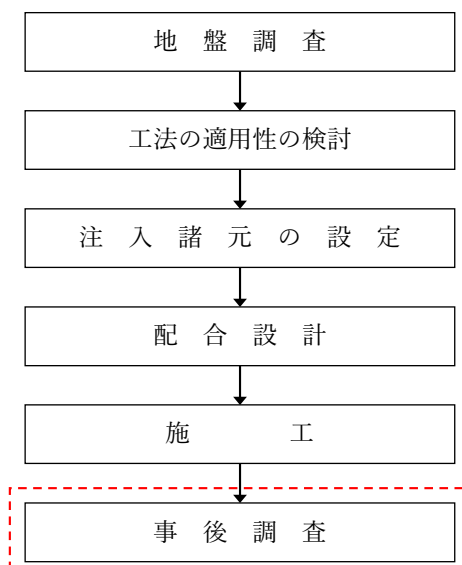 地盤調査
工法の適用性の検討
注入諸元の設定
配合設計
施工
事後調査